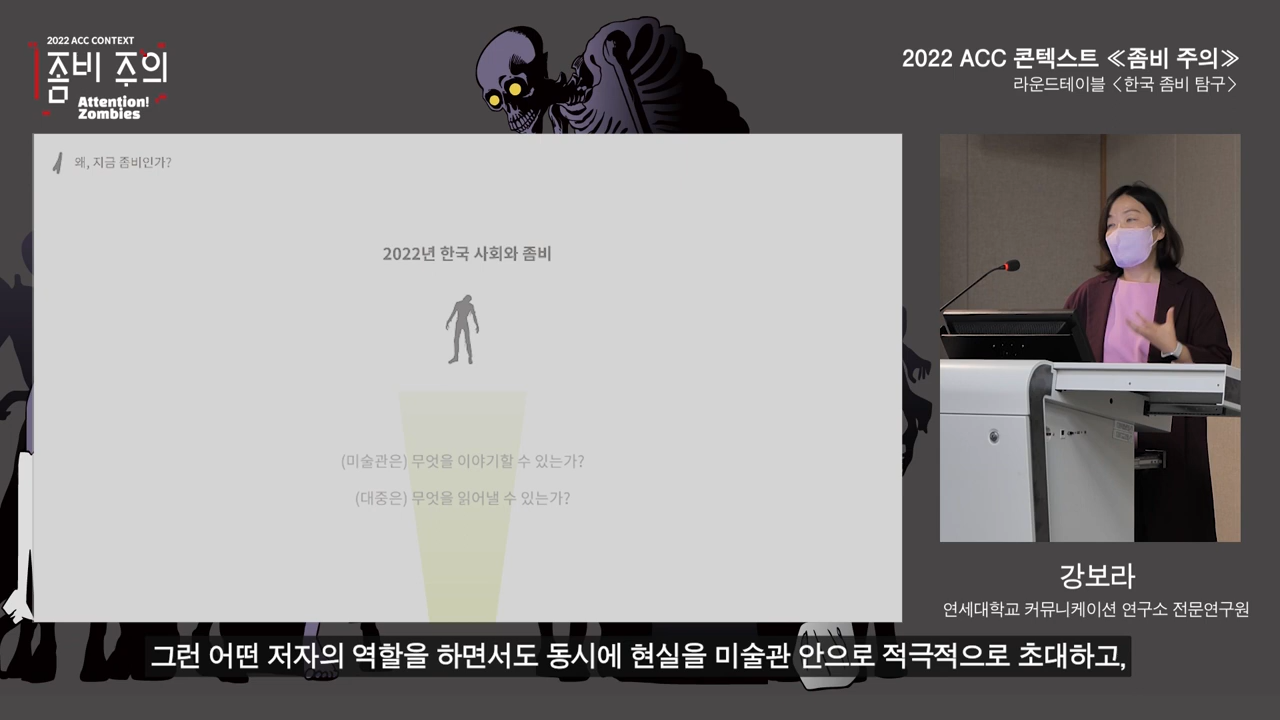 2022 ACC CONTEXT
좀비 주의
Attention!
Zombies
2022 ACC 콘텍스트 ≪좀비 주의≫
라운드테이블 〈한국 좀비 탐구〉
왜, 지금 좀비인가?
2022년 한국 사회와 좀비
(미술관은) 무엇을 이야기할 수 있는가?
(대중은) 무엇을 읽어낼 수 있는가?
강보라
연세대학교 커뮤니케이션 연구소 전문연구원
그런 어떤 저자의 역할을 하면서도 동시에 현실을 미술관 안으로 적극적으로 초대하고,